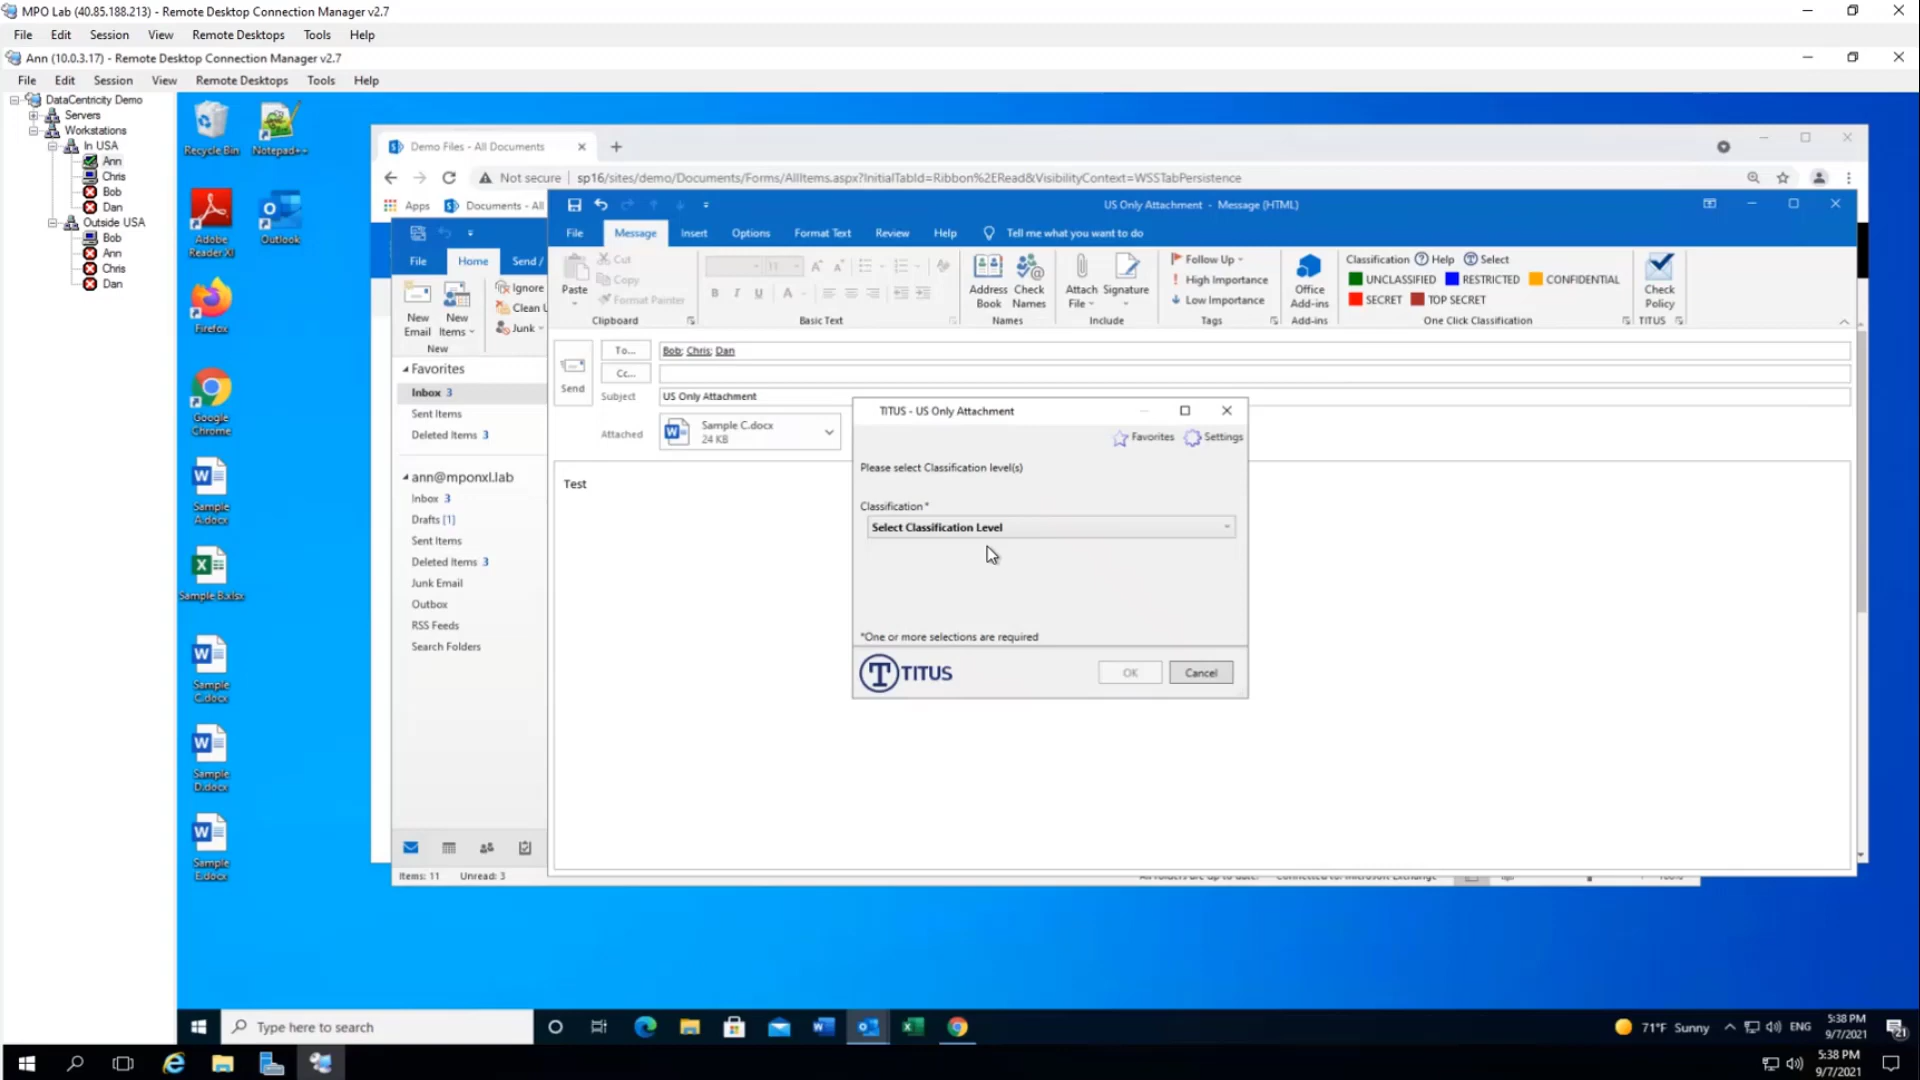 MPO Lab (40.85.188.213) - Remote Desktop Connection Manager v2.7
File Edit Session View Remote Desktops Tools Help
Ann (10.0.3.17) - Remote Desktop Connection Manager v2.7
File Edit Session View Remote Desktops Tools Help
DataCentricity Demo
Servers
Workstations
In USA
Ann
Chris
Bob
Dan
Outside USA
Bob
Ann
Chris
Dan
Recycle Bin
Notepad++
Adobe
Reader XI
Outlook
Firefox
Google
Chrome
Sample
A.docx
Sample B.xlsx
Sample
C.docx
Sample
D.docx
Sample
E.docx
Demo Files - All Documents
Not secure sp16/sites/demo/Documents/Forms/AllItems.aspx?InitialTabId=Ribbon%2ERead&VisibilityContext=WSSTabPersistence
Apps Documents - All
File Home Send /
New
Email
New
Items
Ignore
Clean U
Junk
New
Favorites
Inbox 3
Sent Items
Deleted Items 3
ann@mponxl.lab
Inbox 3
Drafts [1]
Sent Items
Deleted Items 3
Junk Email
Outbox
RSS Feeds
Search Folders
Items: 11 Unread: 3
US Only Attachment - Message (HTML)
File Message Insert Options Format Text Review Help Tell me what you want to do
Paste
Cut
Copy
Format Painter
Clipboard
11
B I U A
Basic Text
Address
Book
Check
Names
Names
Attach
File
Signature
Include
Follow Up
High Importance
Low Importance
Tags
Office
Add-ins
Add-ins
Classification Help Select
UNCLASSIFIED RESTRICTED CONFIDENTIAL
SECRET TOP SECRET
One Click Classification
Check
Policy
TITUS
Send
To...
Bob; Chris; Dan
Cc...
Subject
US Only Attachment
Attached
Sample C.docx
24 KB
Test
TITUS - US Only Attachment
Favorites Settings
Please select Classification level(s)
Classification *
Select Classification Level
*One or more selections are required
TITUS
OK Cancel
Type here to search
71°F Sunny
ENG
5:38 PM
9/7/2021
21
5:38 PM
9/7/2021